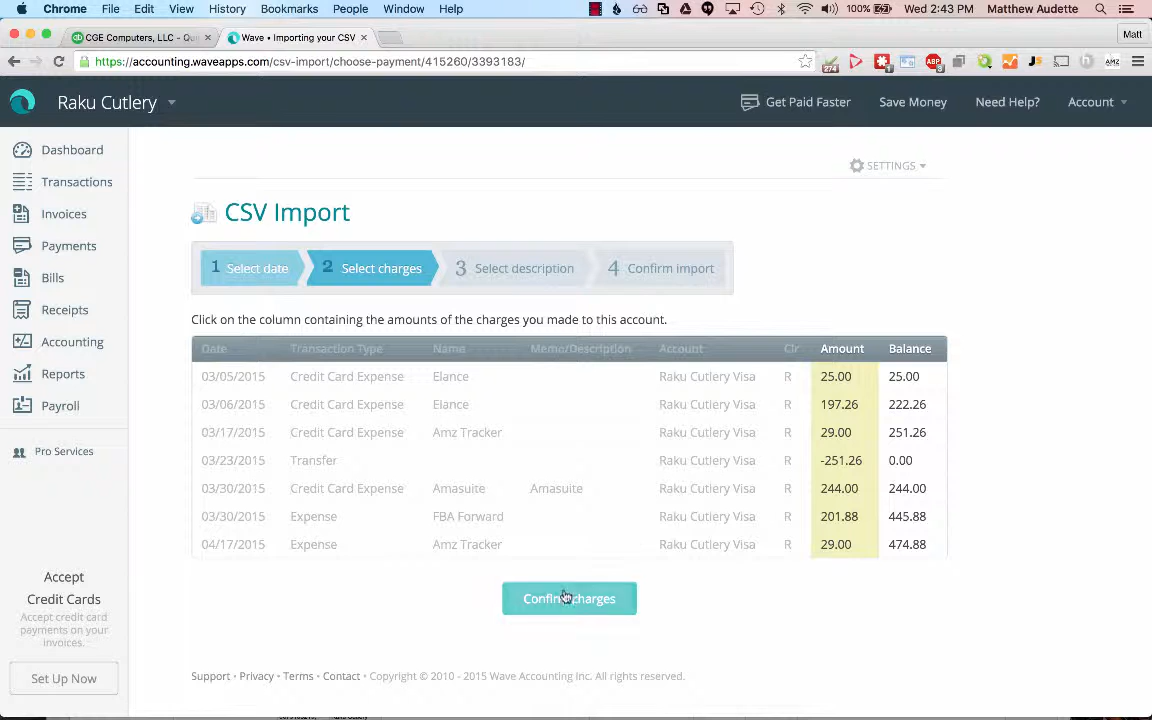 Chrome File Edit View History Bookmarks People Window Help 100% Wed 2:43 PM Matthew Audette
CGE Computers, LLC - Qui × Wave • Importing your CSV × Matt
https://accounting.waveapps.com/csv-import/choose-payment/415260/3393183/
Raku Cutlery Get Paid Faster Save Money Need Help? Account
Dashboard
Transactions
Invoices
Payments
Bills
Receipts
Accounting
Reports
Payroll
Pro Services
Accept
Credit Cards
Accept credit card
payments on your
invoices.
Set Up Now
SETTINGS
CSV Import
1 Select date 2 Select charges 3 Select description 4 Confirm import
Click on the column containing the amounts of the charges you made to this account.
Date Transaction Type Name Memo/Description Account Clr Amount Balance
03/05/2015 Credit Card Expense Elance Raku Cutlery Visa R 25.00 25.00
03/06/2015 Credit Card Expense Elance Raku Cutlery Visa R 197.26 222.26
03/17/2015 Credit Card Expense Amz Tracker Raku Cutlery Visa R 29.00 251.26
03/23/2015 Transfer Raku Cutlery Visa R -251.26 0.00
03/30/2015 Credit Card Expense Amasuite Amasuite Raku Cutlery Visa R 244.00 244.00
03/30/2015 Expense FBA Forward Raku Cutlery Visa R 201.88 445.88
04/17/2015 Expense Amz Tracker Raku Cutlery Visa R 29.00 474.88
Confirm charges
Support • Privacy • Terms • Contact • Copyright © 2010 - 2015 Wave Accounting Inc. All rights reserved.